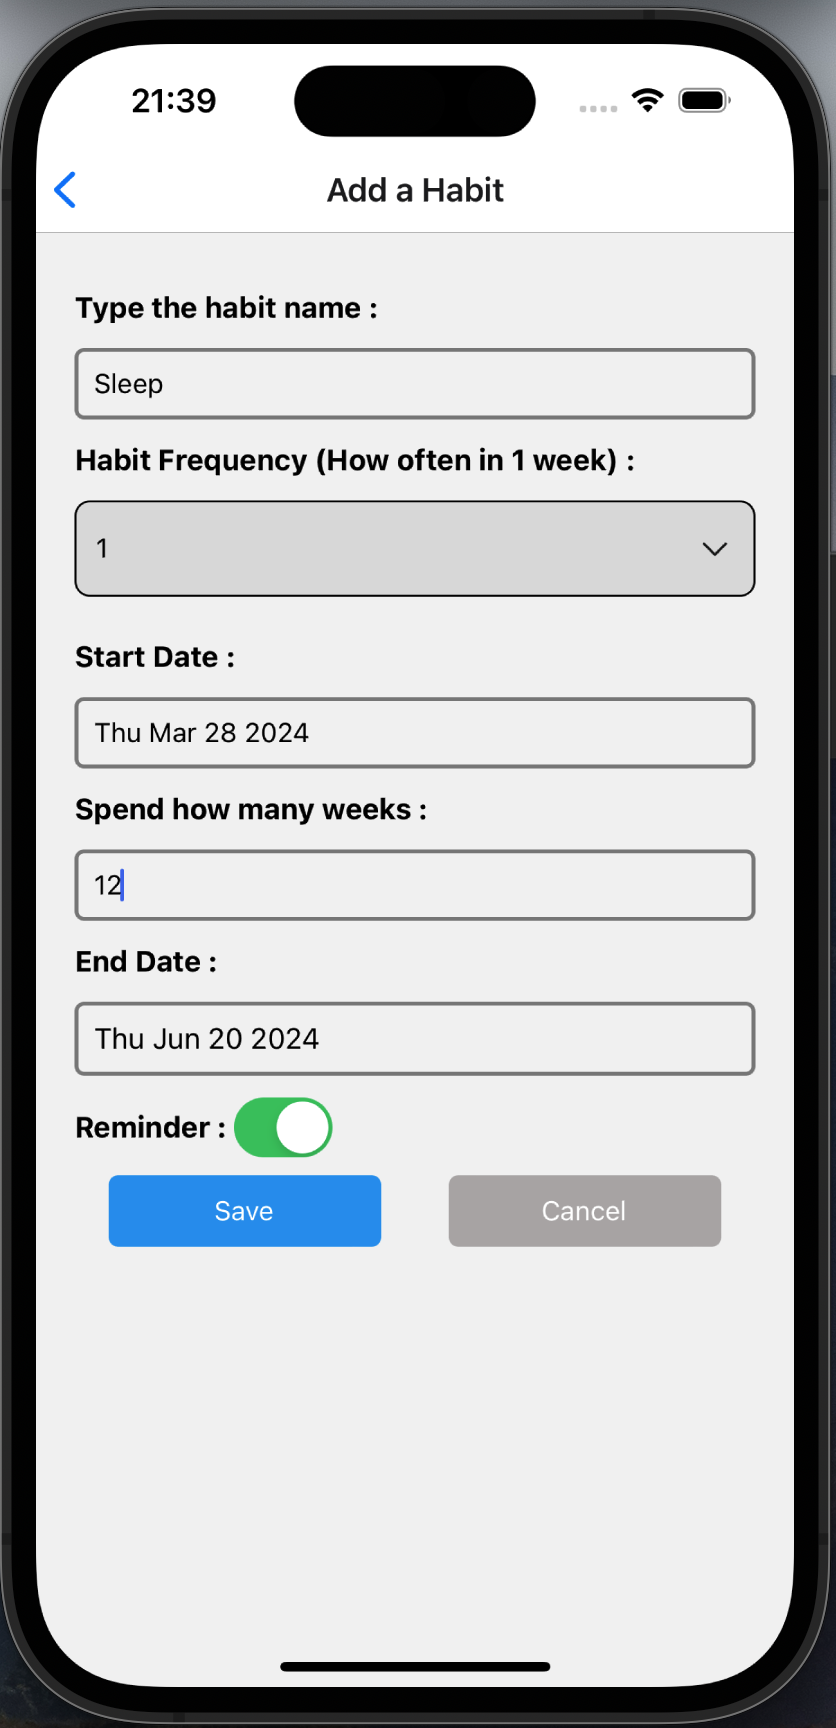 21:39
Add a Habit
Type the habit name :
Sleep
Habit Frequency (How often in 1 week) :
1
Start Date :
Thu Mar 28 2024
Spend how many weeks :
12
End Date :
Thu Jun 20 2024
Reminder :
Save Cancel